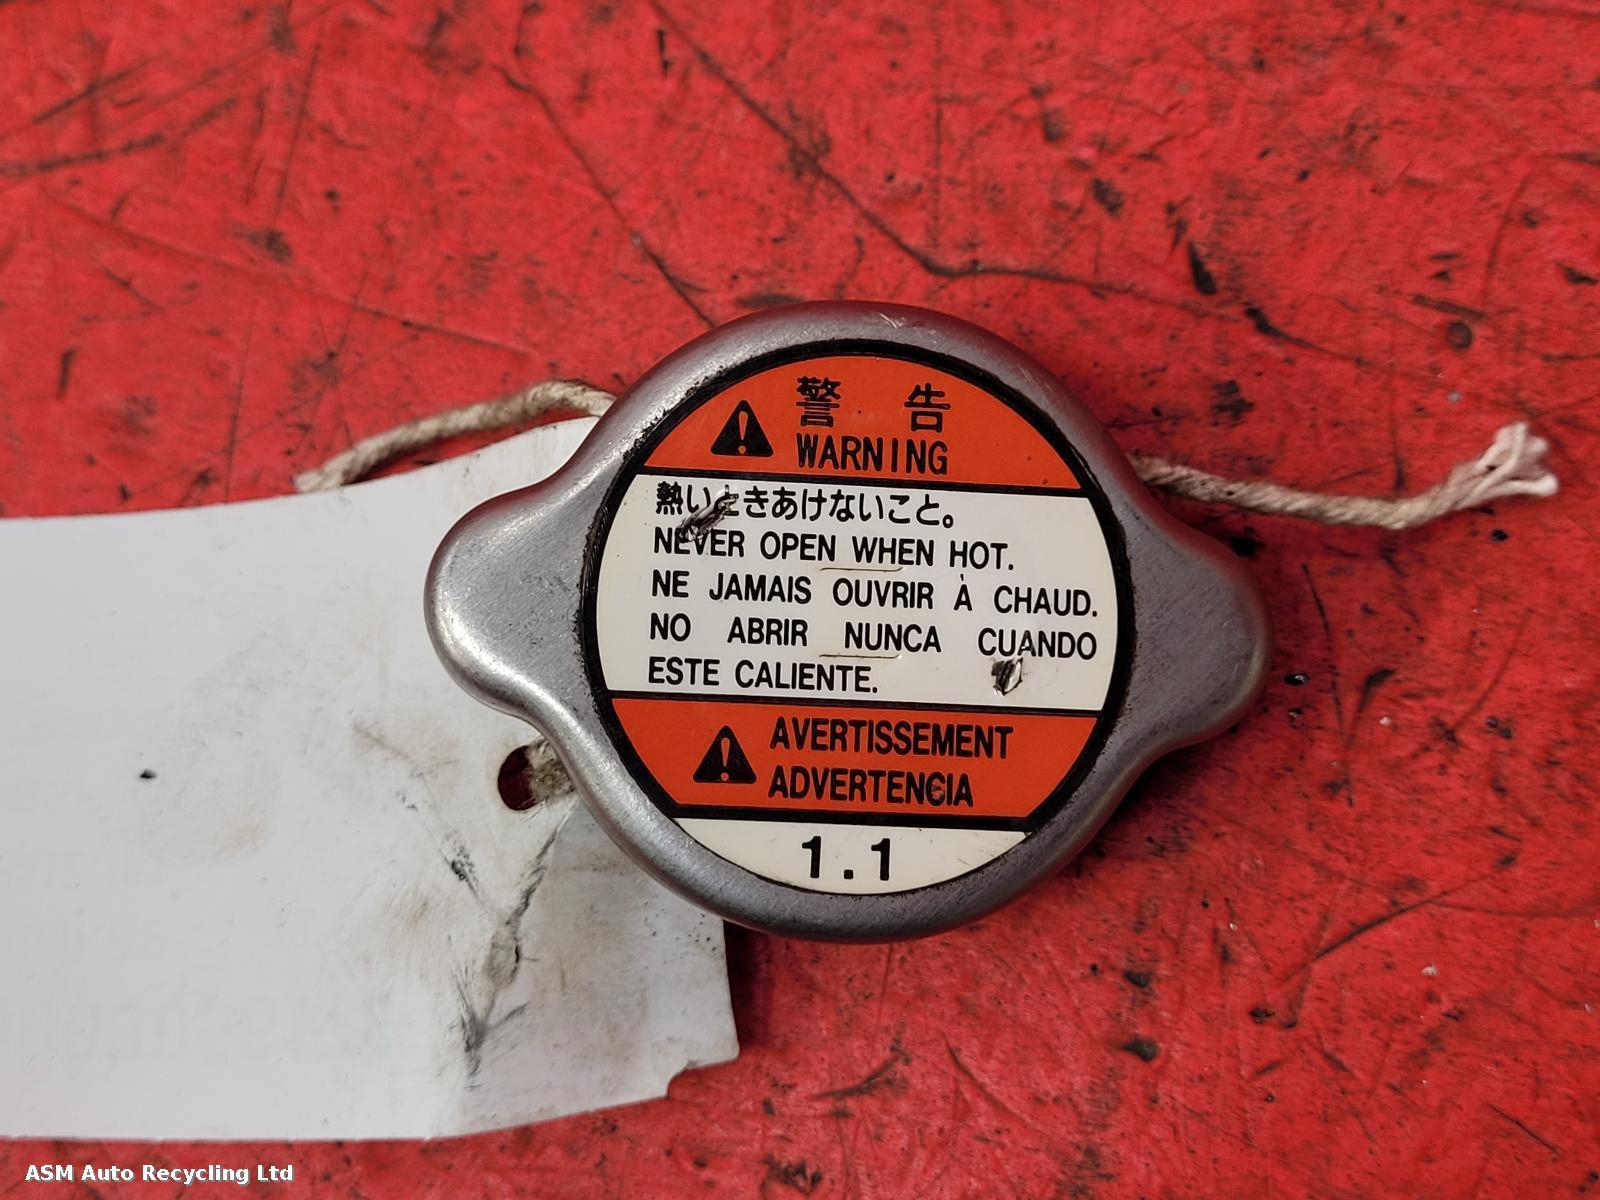 警告
WARNING
熱いときあけないこと。
NEVER OPEN WHEN HOT.
NE JAMAIS OUVRIR À CHAUD.
NO ABRIR NUNCA CUANDO
ESTE CALIENTE.
AVERTISSEMENT
ADVERTENCIA
1.1
ASM Auto Recycling Ltd